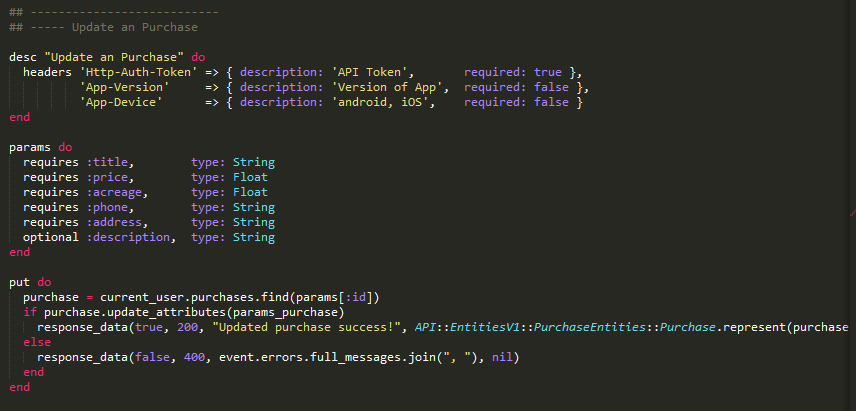 ## ---------------------------
## ----- Update an Purchase
desc "Update an Purchase" do
headers 'Http-Auth-Token' => { description: 'API Token', required: true },
'App-Version' => { description: 'Version of App', required: false },
'App-Device' => { description: 'android, iOS', required: false }
end
params do
requires :title, type: String
requires :price, type: Float
requires :acreage, type: Float
requires :phone, type: String
requires :address, type: String
optional :description, type: String
end
put do
purchase = current_user.purchases.find(params[:id])
if purchase.update_attributes(params_purchase)
response_data(true, 200, "Updated purchase success!", API::EntitiesV1::PurchaseEntities::Purchase.represent(purchase
else
response_data(false, 400, event.errors.full_messages.join(", "), nil)
end
end